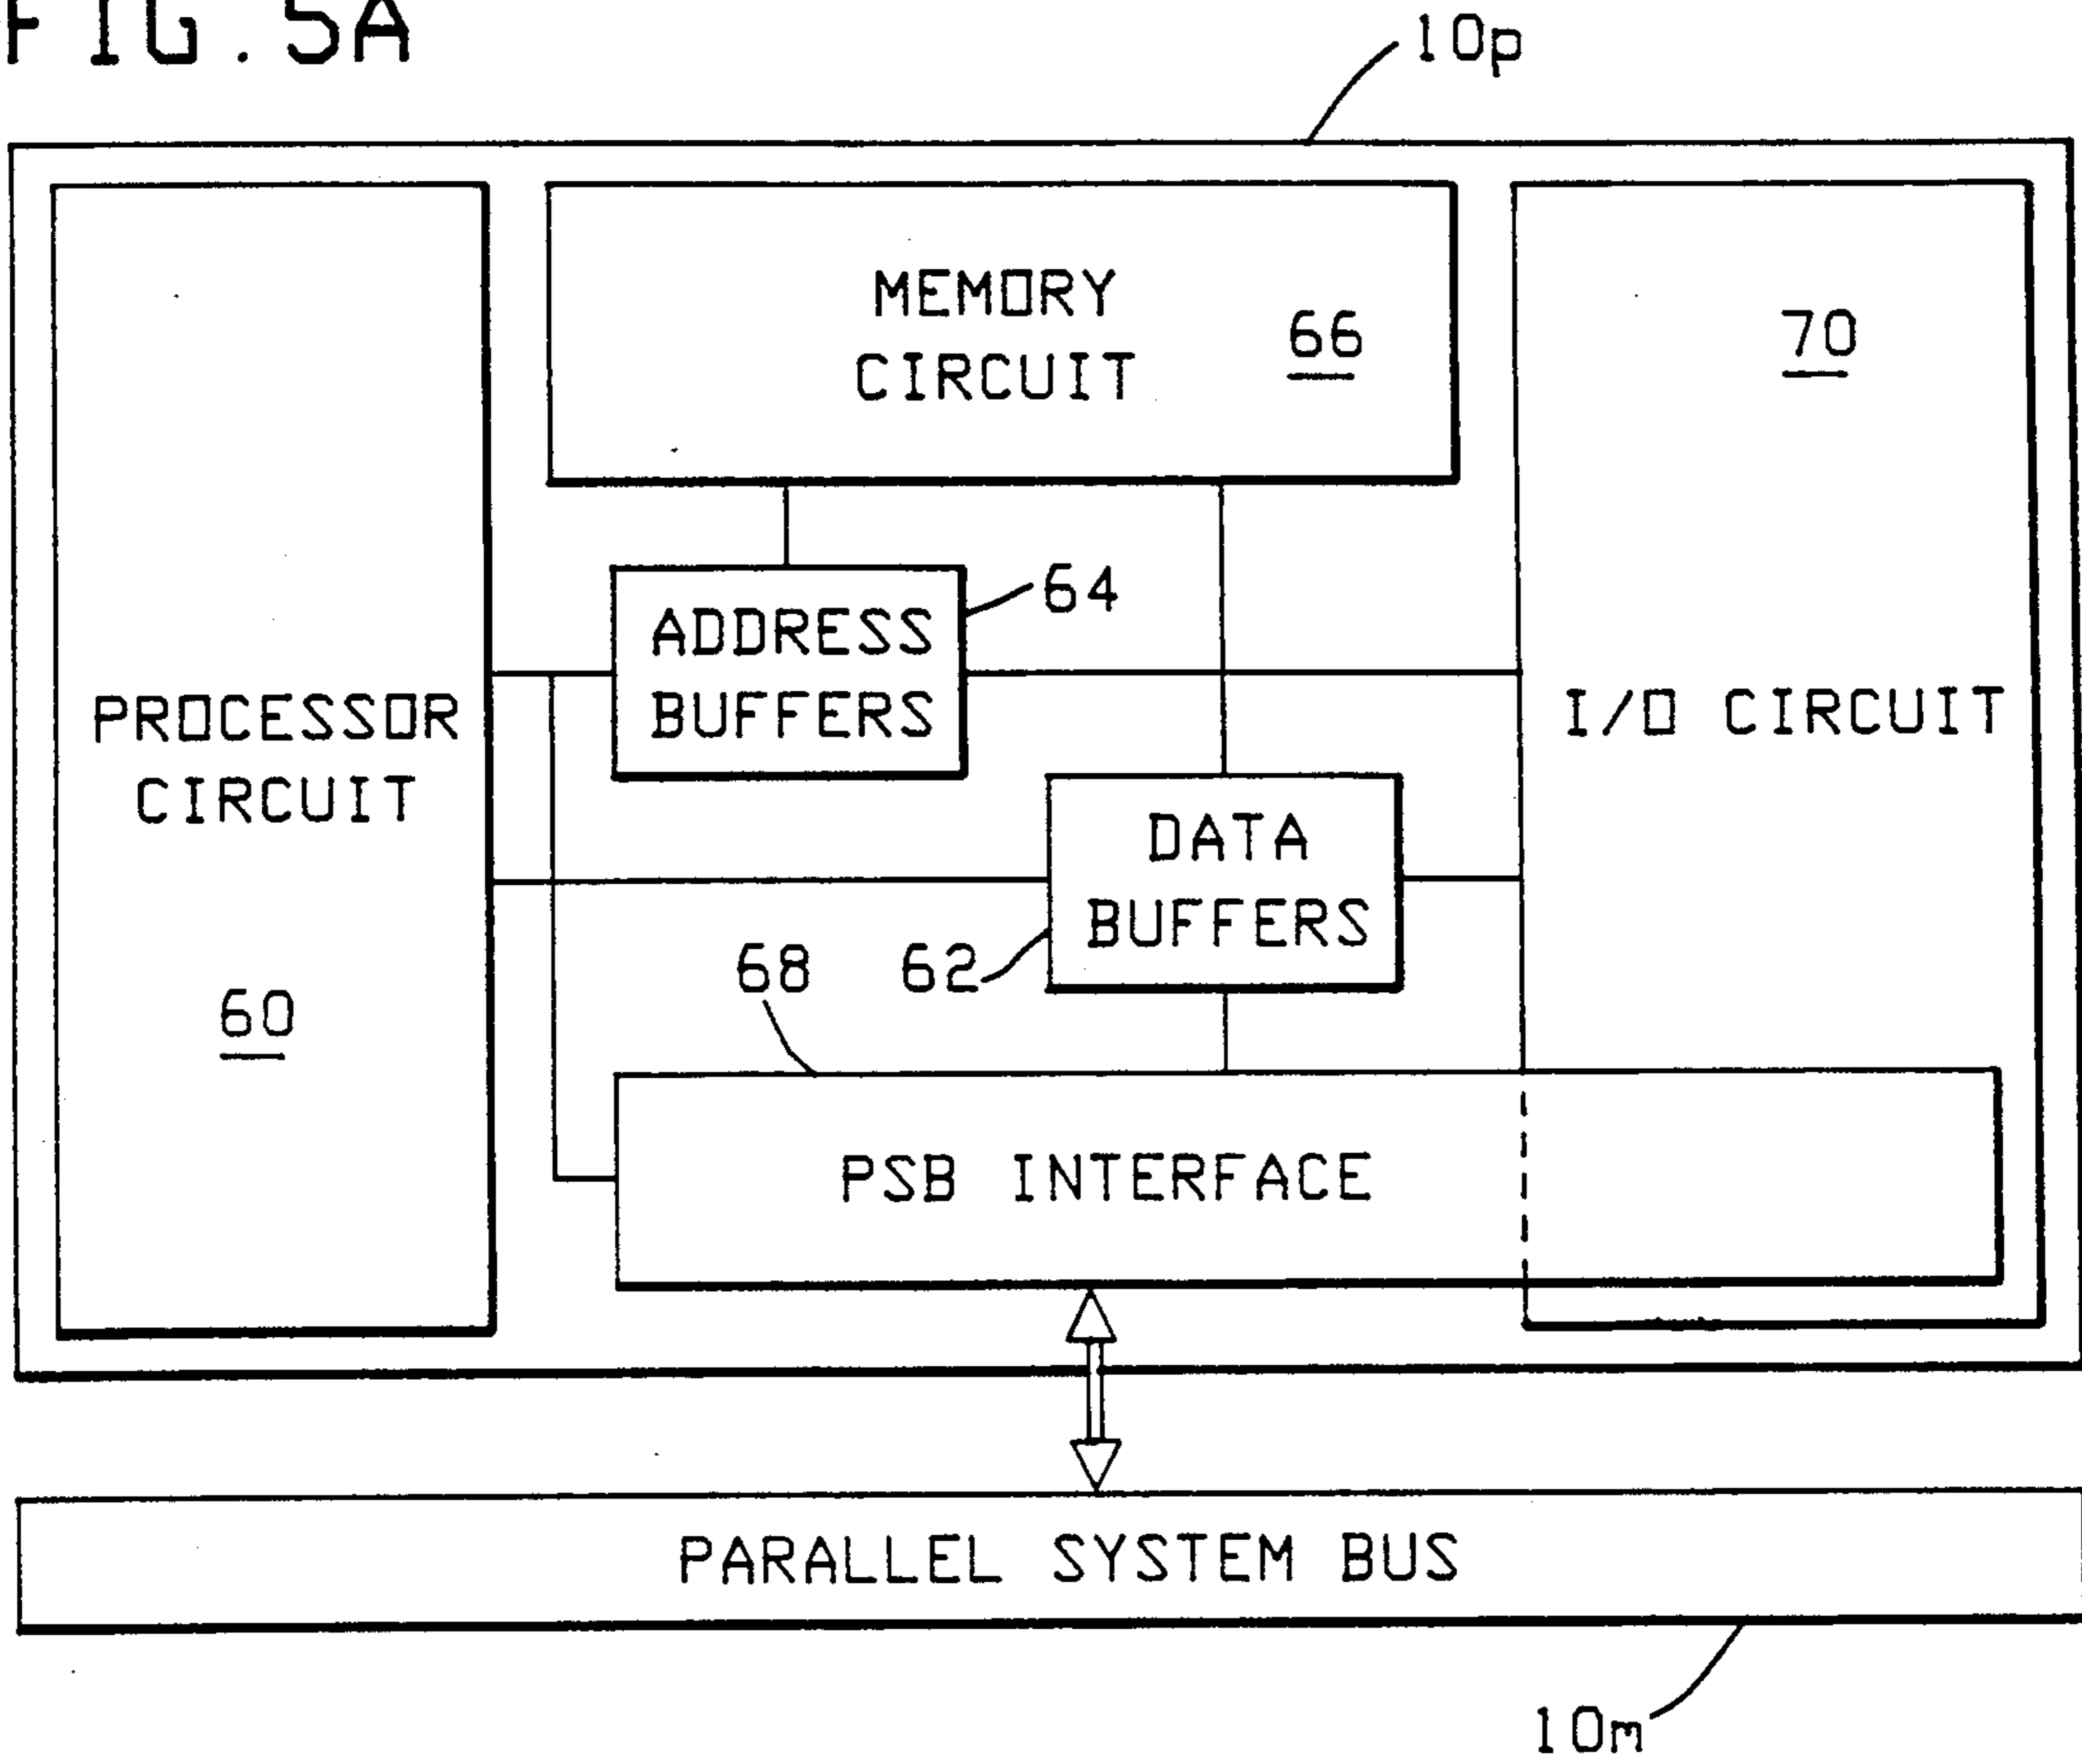 FIG.5A
10p
MEMORY
CIRCUIT
66
70
ADDRESS
BUFFERS
64
PROCESSOR
CIRCUIT
60
I/O CIRCUIT
DATA
BUFFERS
62
68
PSB INTERFACE
PARALLEL SYSTEM BUS
10m